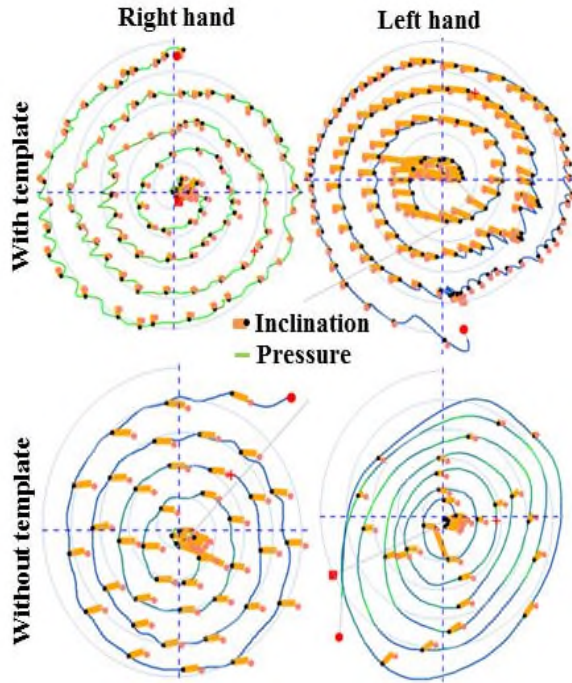 Right hand
Left hand
With template
Inclination
Pressure
Without template